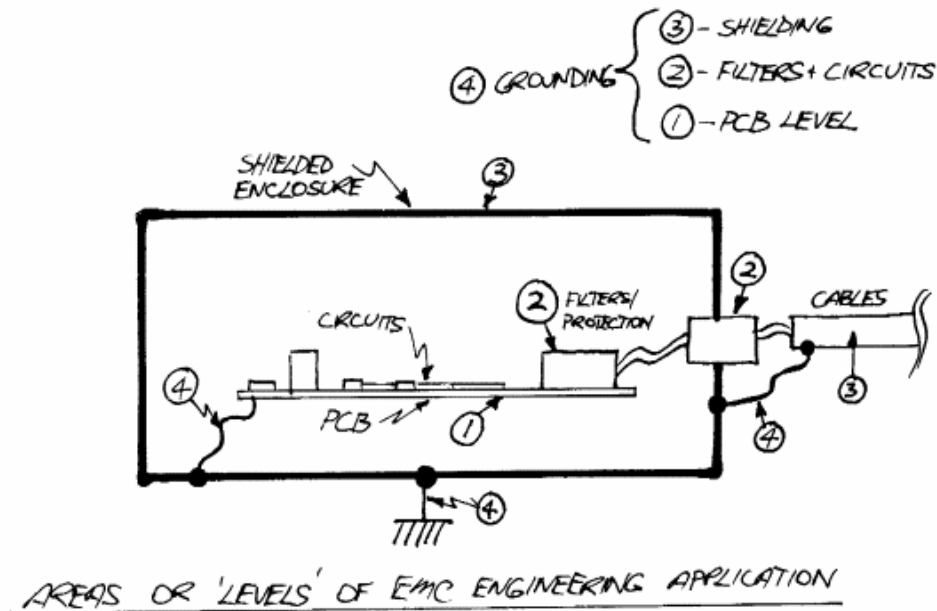 ③ - SHIELDING
④ GROUNDING
② - FILTERS + CIRCUITS
① - PCB LEVEL
SHIELDED
ENCLOSURE
③
②
CABLES
② FILTERS/
PROTECTION
CIRCUITS
③
④
PCB
①
④
④
AREAS OR 'LEVELS' OF EMC ENGINEERING APPLICATION